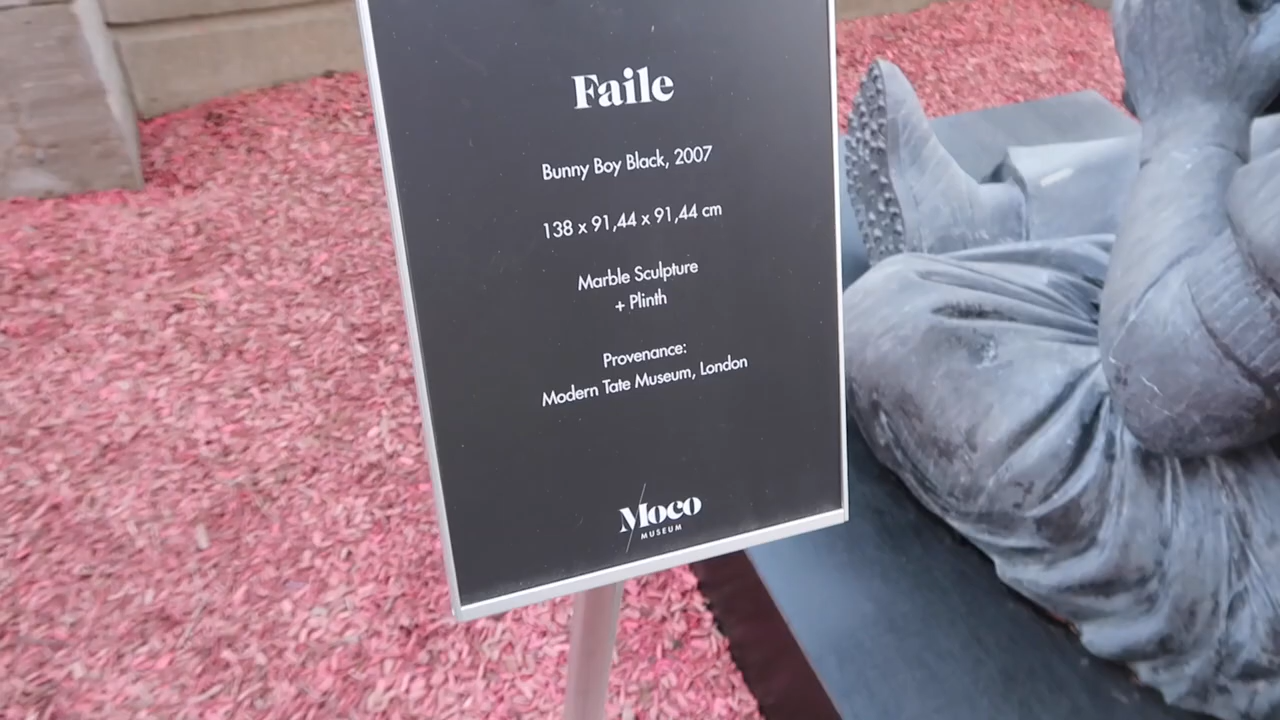 Faile
Bunny Boy Black, 2007
138 x 91,44 x 91,44 cm
Marble Sculpture
+ Plinth
Provenance:
Modern Tate Museum, London
Moco
MUSEUM